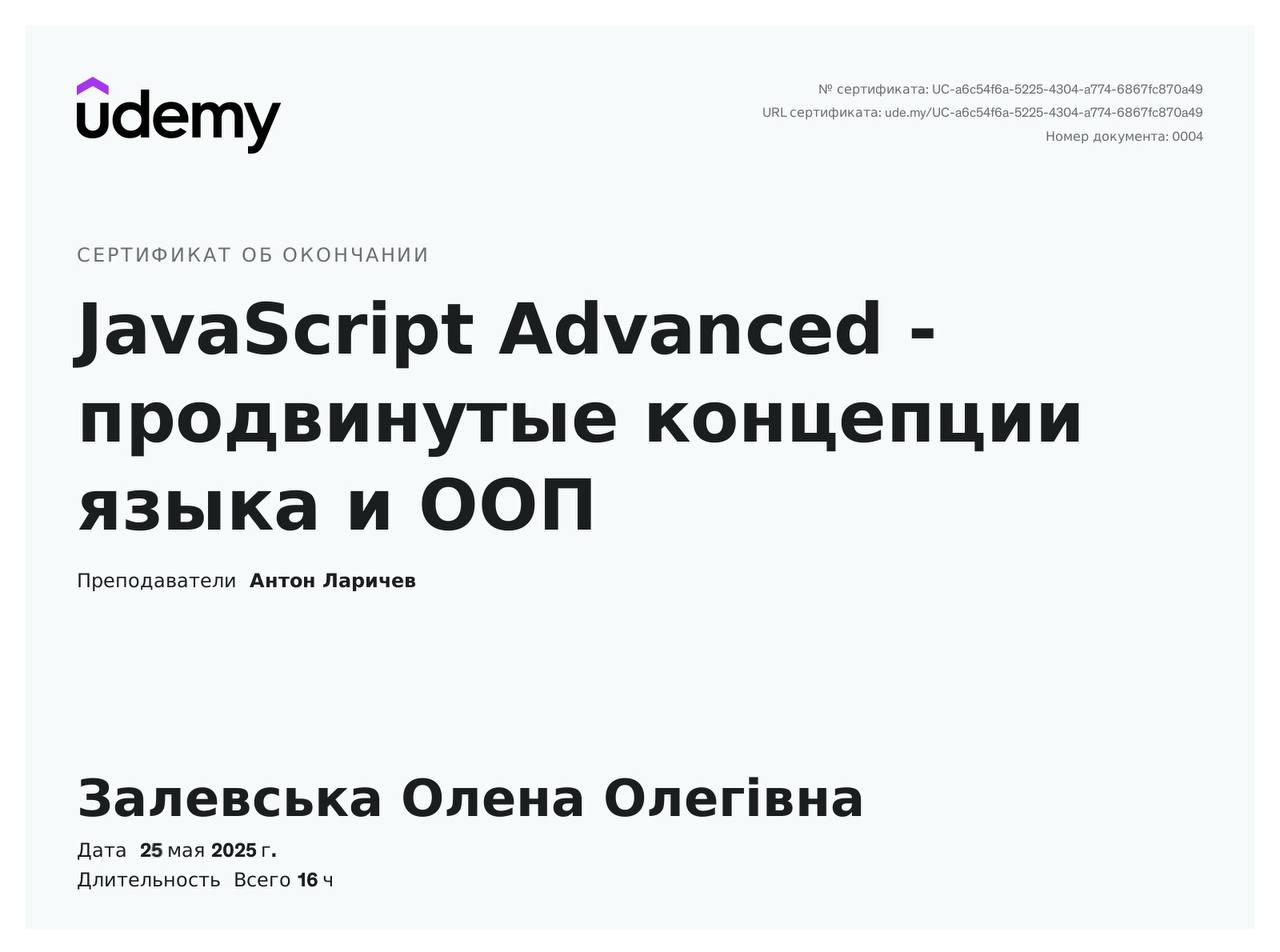 udemy
№ сертификата: UC-a6c54f6a-5225-4304-a774-6867fc870a49
URL сертификата: ude.my/UC-a6c54f6a-5225-4304-a774-6867fc870a49
Номер документа: 0004
СЕРТИФИКАТ ОБ ОКОНЧАНИИ
JavaScript Advanced -
продвинутые концепции
языка и ООП
Преподаватели Антон Ларичев
Залевська Олена Олегівна
Дата 25 мая 2025 г.
Длительность Всего 16 ч